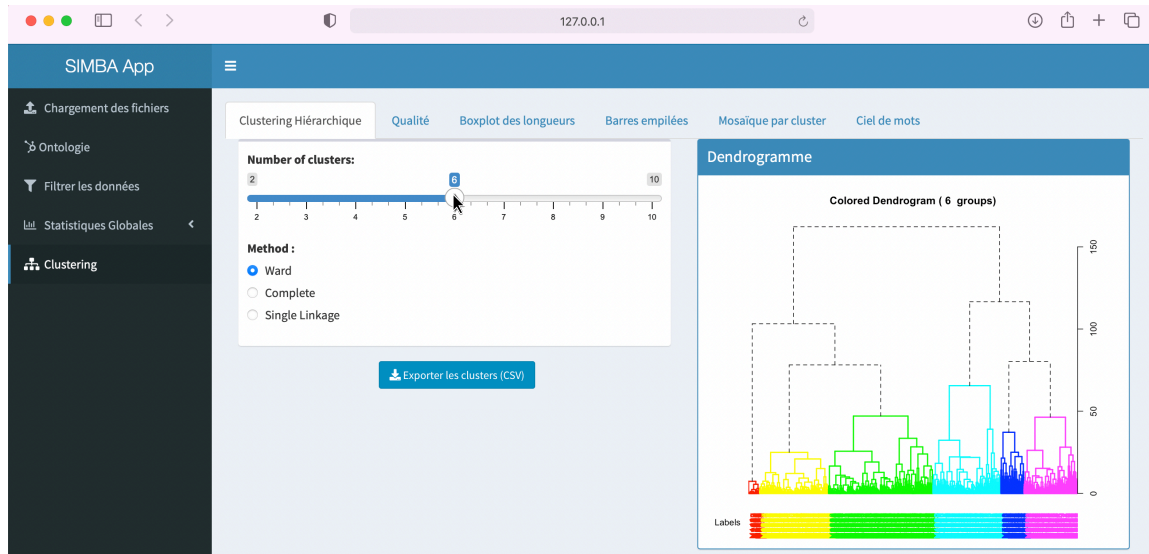 127.0.0.1
SIMBA App
Chargement des fichiers
Ontologie
Filtrer les données
Statistiques Globales
Clustering
Clustering Hiérarchique
Qualité
Boxplot des longueurs
Barres empilées
Mosaïque par cluster
Ciel de mots
Number of clusters:
2 6 10
2 3 4 5 6 7 8 9 10
Method :
Ward
Complete
Single Linkage
Exporter les clusters (CSV)
Dendrogramme
Colored Dendrogram ( 6 groups)
150
100
50
0
Labels